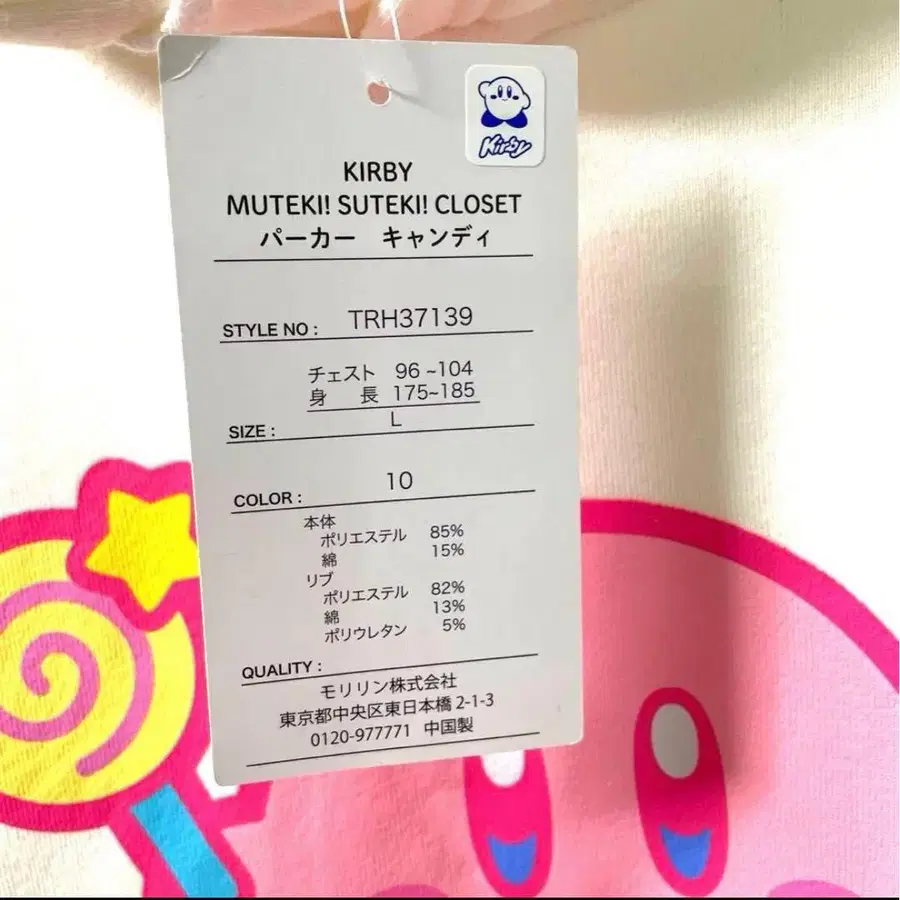 Kirby
KIRBY
MUTEKI! SUTEKI! CLOSET
パーカー　キャンディ
STYLE NO : TRH37139
チェスト 96 ~104
身　長 175~185
SIZE : L
COLOR : 10
本体
ポリエステル 85%
綿 15%
リブ
ポリエステル 82%
綿 13%
ポリウレタン 5%
QUALITY :
モリリン株式会社
東京都中央区東日本橋 2-1-3
0120-977771 中国製